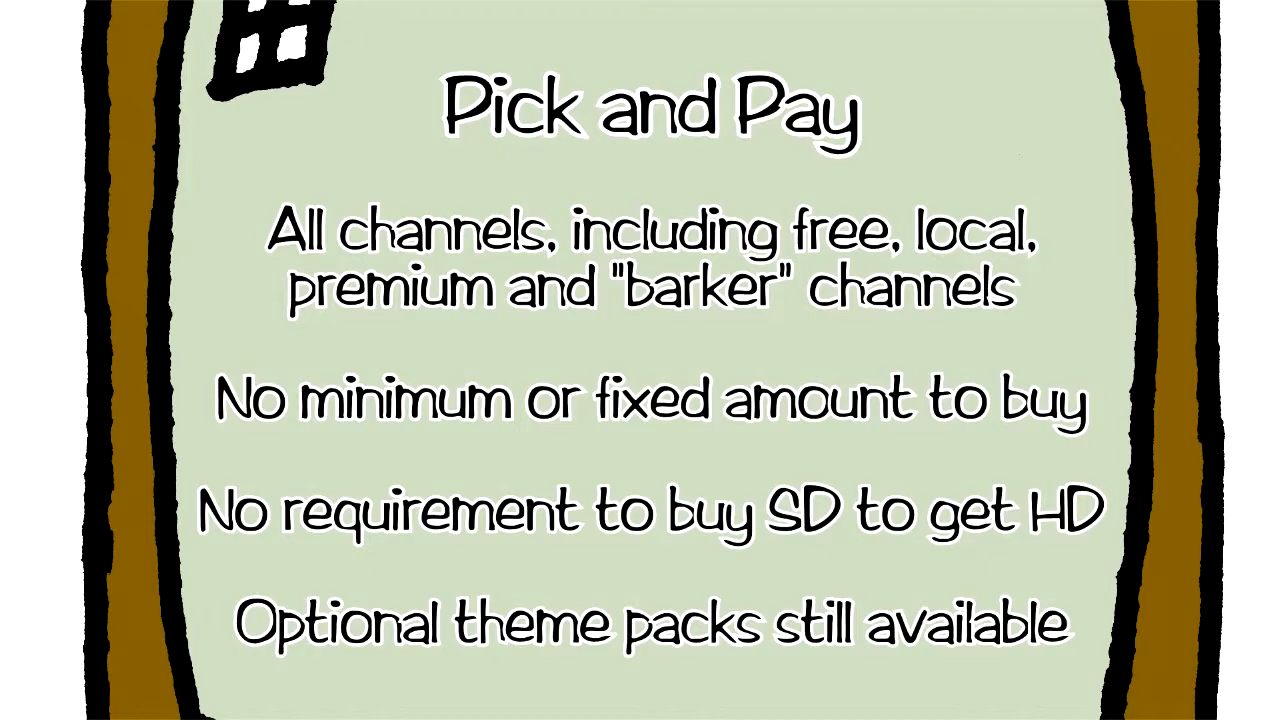 Pick and Pay
All channels, including free, local,
premium and "barker" channels
No minimum or fixed amount to buy
No requirement to buy SD to get HD
Optional theme packs still available